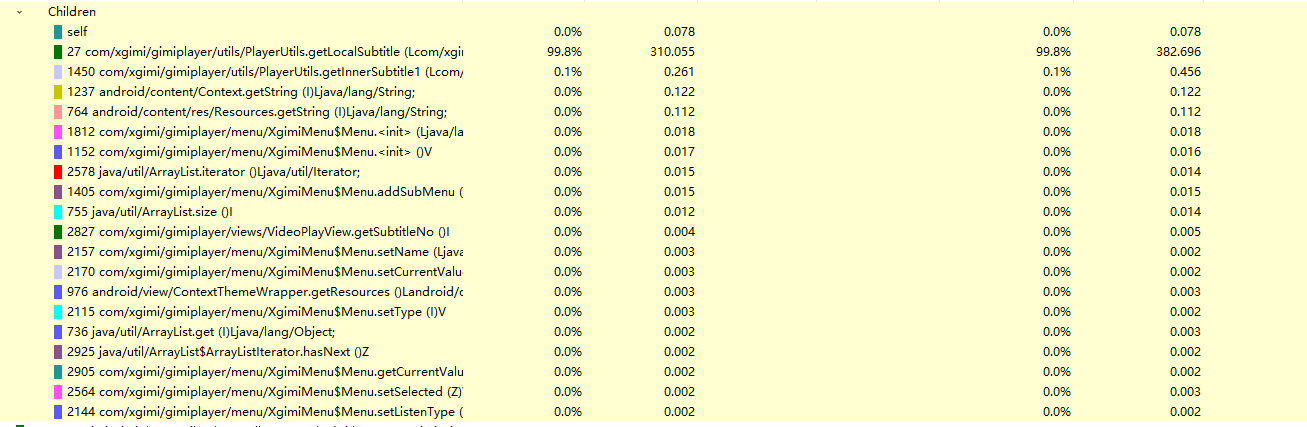 Children
self 0.0% 0.078 0.0% 0.078
27 com/xgimi/gimiplayer/utils/PlayerUtils.getLocalSubtitle (Lcom/xgi 99.8% 310.055 99.8% 382.696
1450 com/xgimi/gimiplayer/utils/PlayerUtils.getInnerSubtitle1 (Lcom/ 0.1% 0.261 0.1% 0.456
1237 android/content/Context.getString (I)Ljava/lang/String; 0.0% 0.122 0.0% 0.122
764 android/content/res/Resources.getString (I)Ljava/lang/String; 0.0% 0.112 0.0% 0.112
1812 com/xgimi/gimiplayer/menu/XgimiMenu$Menu.<init> (Ljava/la 0.0% 0.018 0.0% 0.018
1152 com/xgimi/gimiplayer/menu/XgimiMenu$Menu.<init> ()V 0.0% 0.017 0.0% 0.016
2578 java/util/ArrayList.iterator ()Ljava/util/Iterator; 0.0% 0.015 0.0% 0.014
1405 com/xgimi/gimiplayer/menu/XgimiMenu$Menu.addSubMenu ( 0.0% 0.015 0.0% 0.015
755 java/util/ArrayList.size ()I 0.0% 0.012 0.0% 0.014
2827 com/xgimi/gimiplayer/views/VideoPlayView.getSubtitleNo ()I 0.0% 0.004 0.0% 0.005
2157 com/xgimi/gimiplayer/menu/XgimiMenu$Menu.setName (Ljava 0.0% 0.003 0.0% 0.002
2170 com/xgimi/gimiplayer/menu/XgimiMenu$Menu.setCurrentValu 0.0% 0.003 0.0% 0.002
976 android/view/ContextThemeWrapper.getResources ()Landroid/c 0.0% 0.003 0.0% 0.003
2115 com/xgimi/gimiplayer/menu/XgimiMenu$Menu.setType (I)V 0.0% 0.003 0.0% 0.002
736 java/util/ArrayList.get (I)Ljava/lang/Object; 0.0% 0.002 0.0% 0.003
2925 java/util/ArrayList$ArrayListIterator.hasNext ()Z 0.0% 0.002 0.0% 0.002
2905 com/xgimi/gimiplayer/menu/XgimiMenu$Menu.getCurrentValu 0.0% 0.002 0.0% 0.002
2564 com/xgimi/gimiplayer/menu/XgimiMenu$Menu.setSelected (Z) 0.0% 0.002 0.0% 0.003
2144 com/xgimi/gimiplayer/menu/XgimiMenu$Menu.setListenType ( 0.0% 0.002 0.0% 0.002